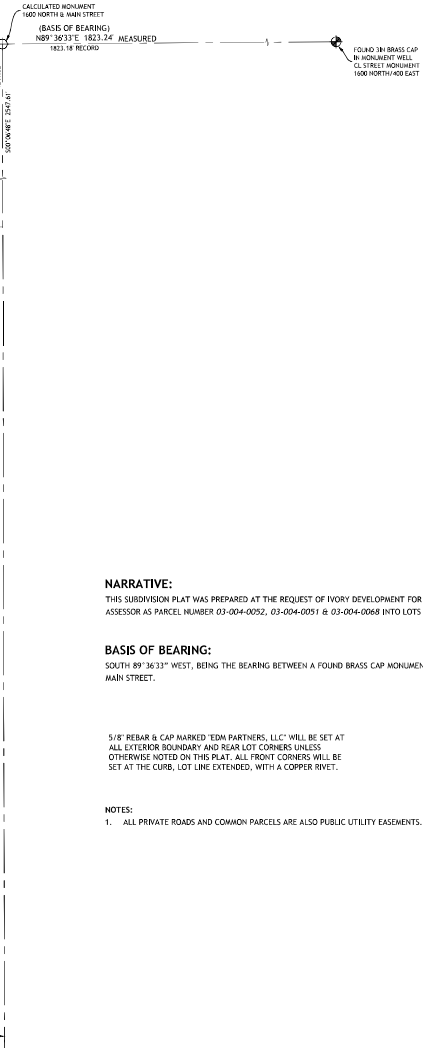 CALCULATED MONUMENT
1600 NORTH & MAIN STREET
(BASIS OF BEARING)
N89°36'33"E 1823.24' MEASURED
1823.18' RECORD
FOUND 3IN BRASS CAP
IN MONUMENT WELL
CL STREET MONUMENT
1600 NORTH/400 EAST
S00°06'48"E 2547.61'
NARRATIVE:
THIS SUBDIVISION PLAT WAS PREPARED AT THE REQUEST OF IVORY DEVELOPMENT FOR
ASSESSOR AS PARCEL NUMBER 03-004-0052, 03-004-0051 & 03-004-0068 INTO LOTS
BASIS OF BEARING:
SOUTH 89°36'33" WEST, BEING THE BEARING BETWEEN A FOUND BRASS CAP MONUMEN
MAIN STREET.
5/8" REBAR & CAP MARKED "EDM PARTNERS, LLC" WILL BE SET AT
ALL EXTERIOR BOUNDARY AND REAR LOT CORNERS UNLESS
OTHERWISE NOTED ON THIS PLAT. ALL FRONT CORNERS WILL BE
SET AT THE CURB, LOT LINE EXTENDED, WITH A COPPER RIVET.
NOTES:
1. ALL PRIVATE ROADS AND COMMON PARCELS ARE ALSO PUBLIC UTILITY EASEMENTS.